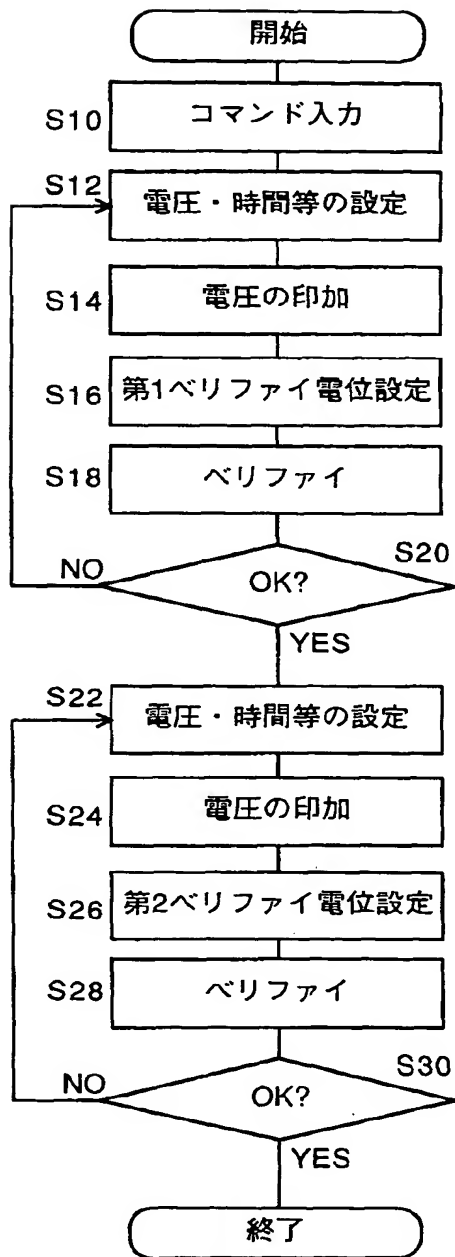 開始
S10
コマンド入力
S12
電圧・時間等の設定
S14
電圧の印加
S16
第1ベリファイ電位設定
S18
ベリファイ
S20
NO
OK?
YES
S22
電圧・時間等の設定
S24
電圧の印加
S26
第2ベリファイ電位設定
S28
ベリファイ
S30
NO
OK?
YES
終了